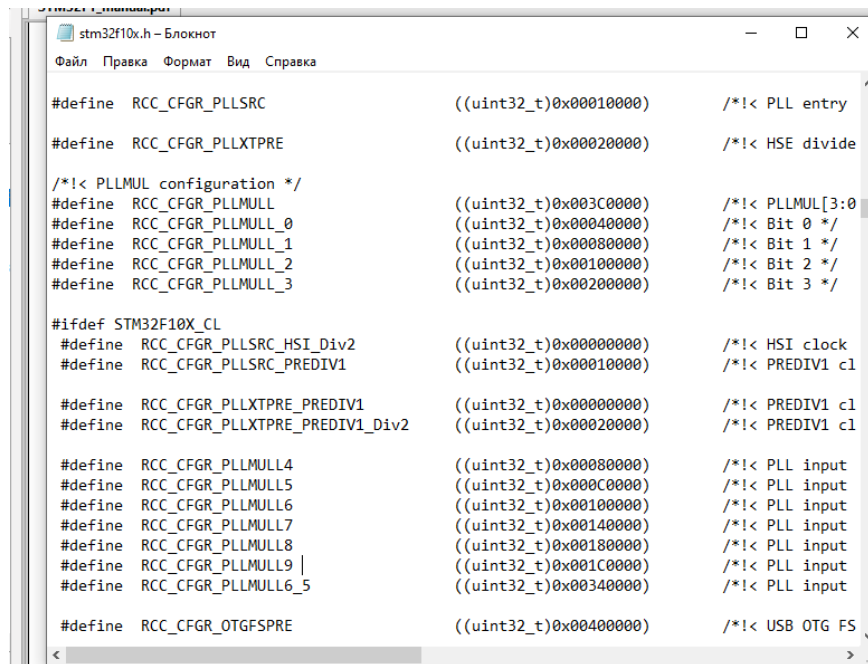 STM32F1_manual.pdf
stm32f10x.h – Блокнот
Файл Правка Формат Вид Справка
#define RCC_CFGR_PLLSRC ((uint32_t)0x00010000) /*!< PLL entry
#define RCC_CFGR_PLLXTPRE ((uint32_t)0x00020000) /*!< HSE divide
/*!< PLLMUL configuration */
#define RCC_CFGR_PLLMULL ((uint32_t)0x003C0000) /*!< PLLMUL[3:0
#define RCC_CFGR_PLLMULL_0 ((uint32_t)0x00040000) /*!< Bit 0 */
#define RCC_CFGR_PLLMULL_1 ((uint32_t)0x00080000) /*!< Bit 1 */
#define RCC_CFGR_PLLMULL_2 ((uint32_t)0x00100000) /*!< Bit 2 */
#define RCC_CFGR_PLLMULL_3 ((uint32_t)0x00200000) /*!< Bit 3 */
#ifdef STM32F10X_CL
#define RCC_CFGR_PLLSRC_HSI_Div2 ((uint32_t)0x00000000) /*!< HSI clock
#define RCC_CFGR_PLLSRC_PREDIV1 ((uint32_t)0x00010000) /*!< PREDIV1 cl
#define RCC_CFGR_PLLXTPRE_PREDIV1 ((uint32_t)0x00000000) /*!< PREDIV1 cl
#define RCC_CFGR_PLLXTPRE_PREDIV1_Div2 ((uint32_t)0x00020000) /*!< PREDIV1 cl
#define RCC_CFGR_PLLMULL4 ((uint32_t)0x00080000) /*!< PLL input
#define RCC_CFGR_PLLMULL5 ((uint32_t)0x000C0000) /*!< PLL input
#define RCC_CFGR_PLLMULL6 ((uint32_t)0x00100000) /*!< PLL input
#define RCC_CFGR_PLLMULL7 ((uint32_t)0x00140000) /*!< PLL input
#define RCC_CFGR_PLLMULL8 ((uint32_t)0x00180000) /*!< PLL input
#define RCC_CFGR_PLLMULL9 ((uint32_t)0x001C0000) /*!< PLL input
#define RCC_CFGR_PLLMULL6_5 ((uint32_t)0x00340000) /*!< PLL input
#define RCC_CFGR_OTGFSPRE ((uint32_t)0x00400000) /*!< USB OTG FS